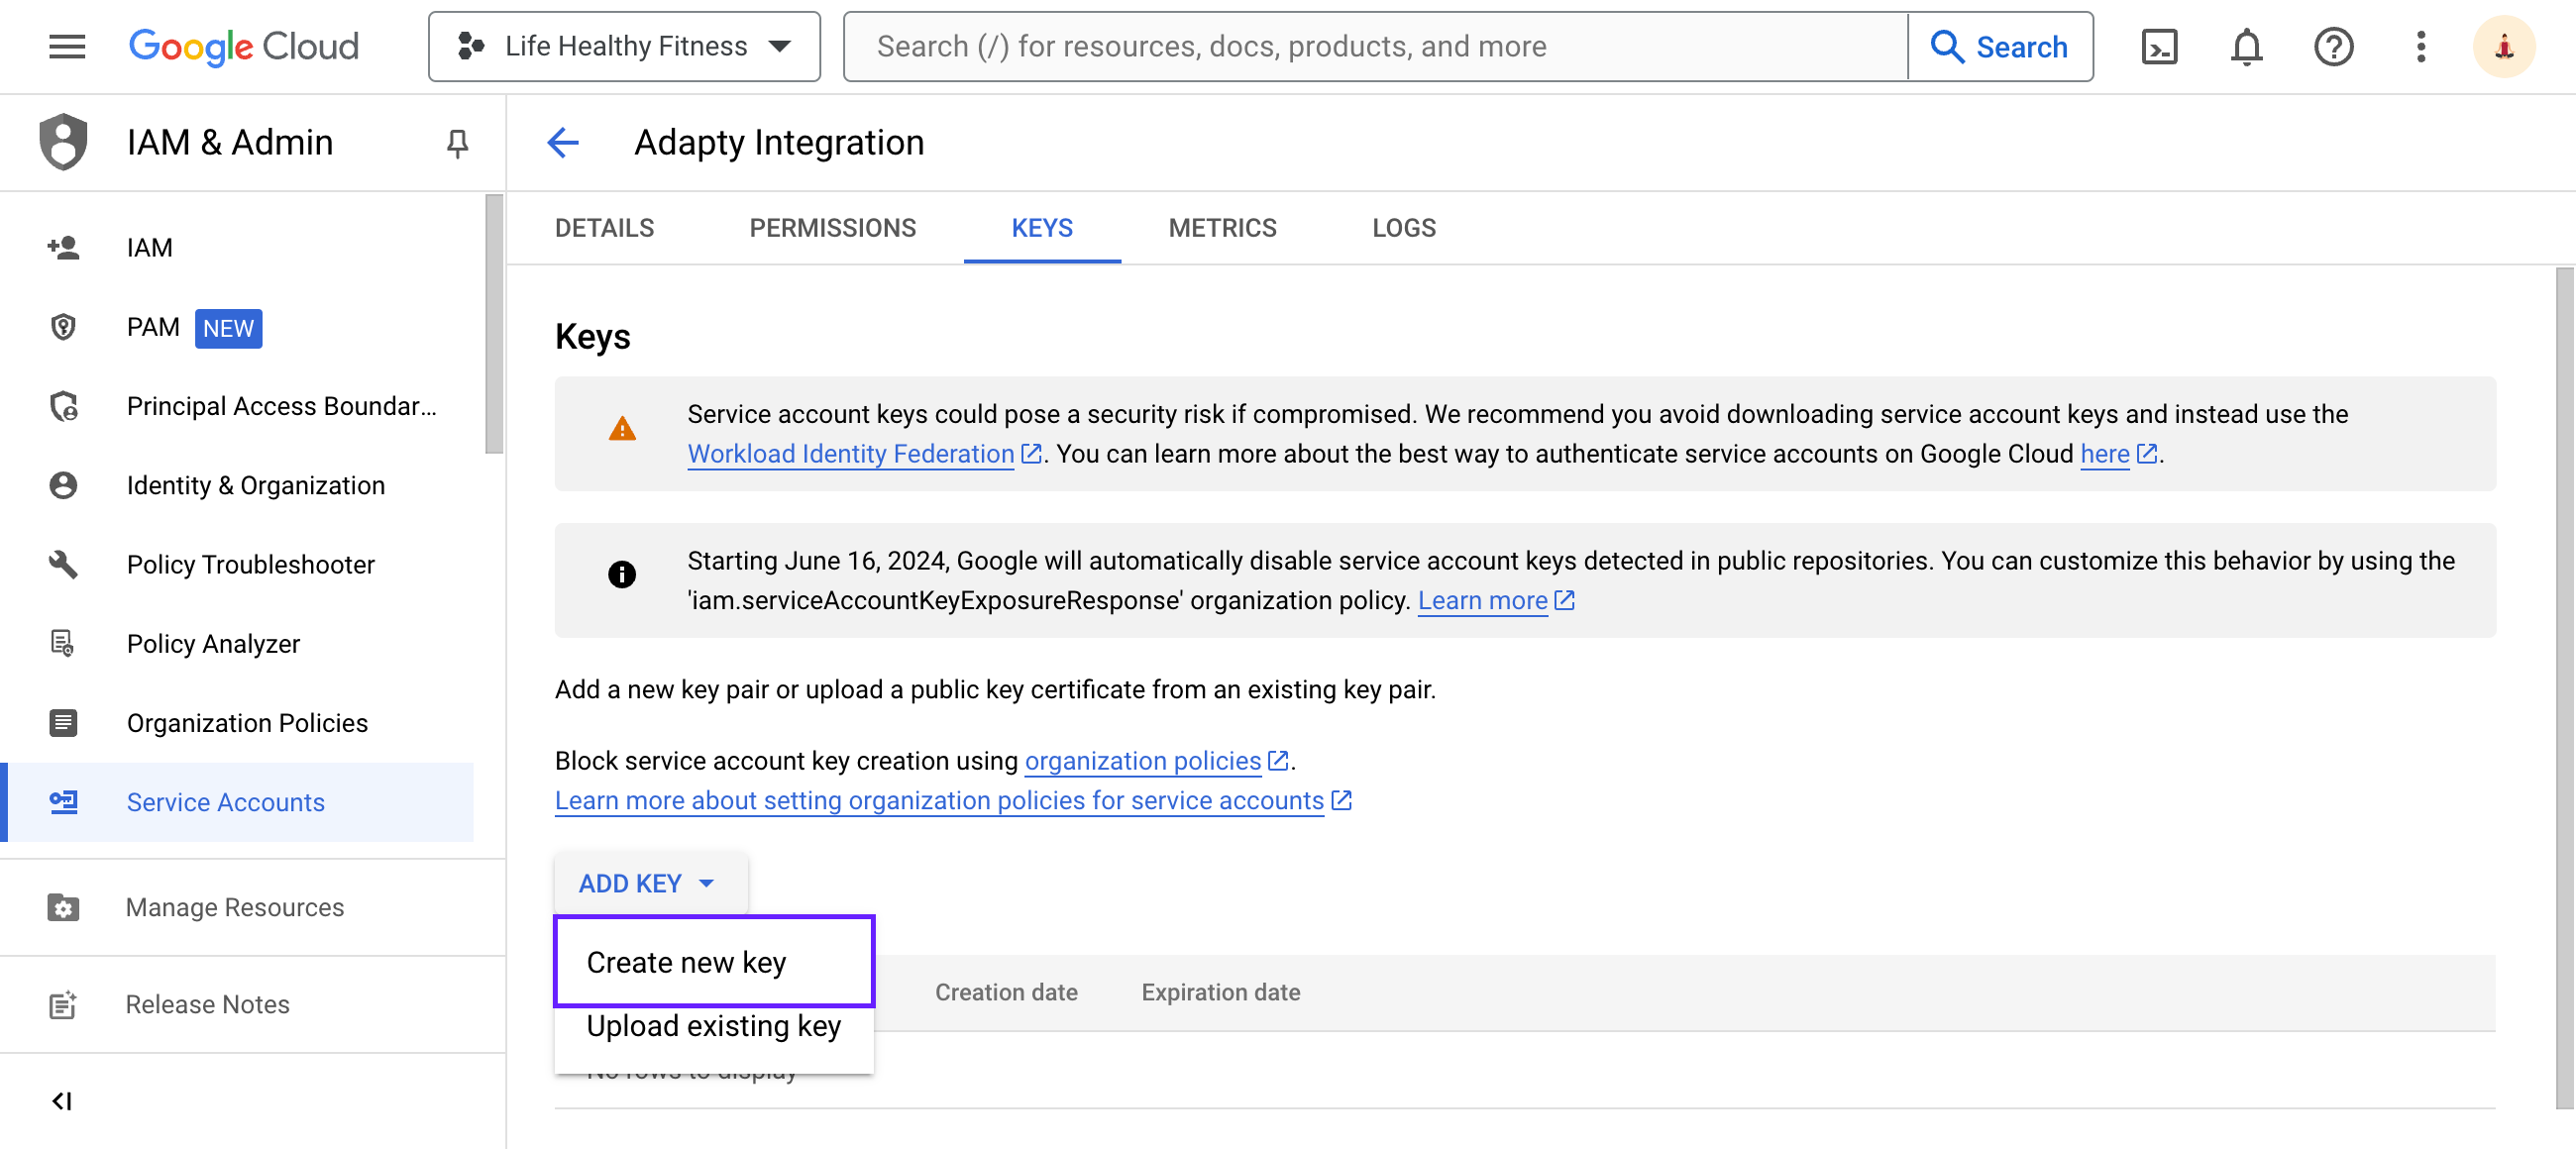 Google Cloud
Life Healthy Fitness
Search (/) for resources, docs, products, and more
Search
IAM & Admin
Adapty Integration
IAM
PAM NEW
Principal Access Boundar...
Identity & Organization
Policy Troubleshooter
Policy Analyzer
Organization Policies
Service Accounts
Manage Resources
Release Notes
DETAILS PERMISSIONS KEYS METRICS LOGS
Keys
Service account keys could pose a security risk if compromised. We recommend you avoid downloading service account keys and instead use the
Workload Identity Federation. You can learn more about the best way to authenticate service accounts on Google Cloud here.
Starting June 16, 2024, Google will automatically disable service account keys detected in public repositories. You can customize this behavior by using the
'iam.serviceAccountKeyExposureResponse' organization policy. Learn more
Add a new key pair or upload a public key certificate from an existing key pair.
Block service account key creation using organization policies.
Learn more about setting organization policies for service accounts
ADD KEY
Create new key
Upload existing key
Creation date Expiration date
No rows to display